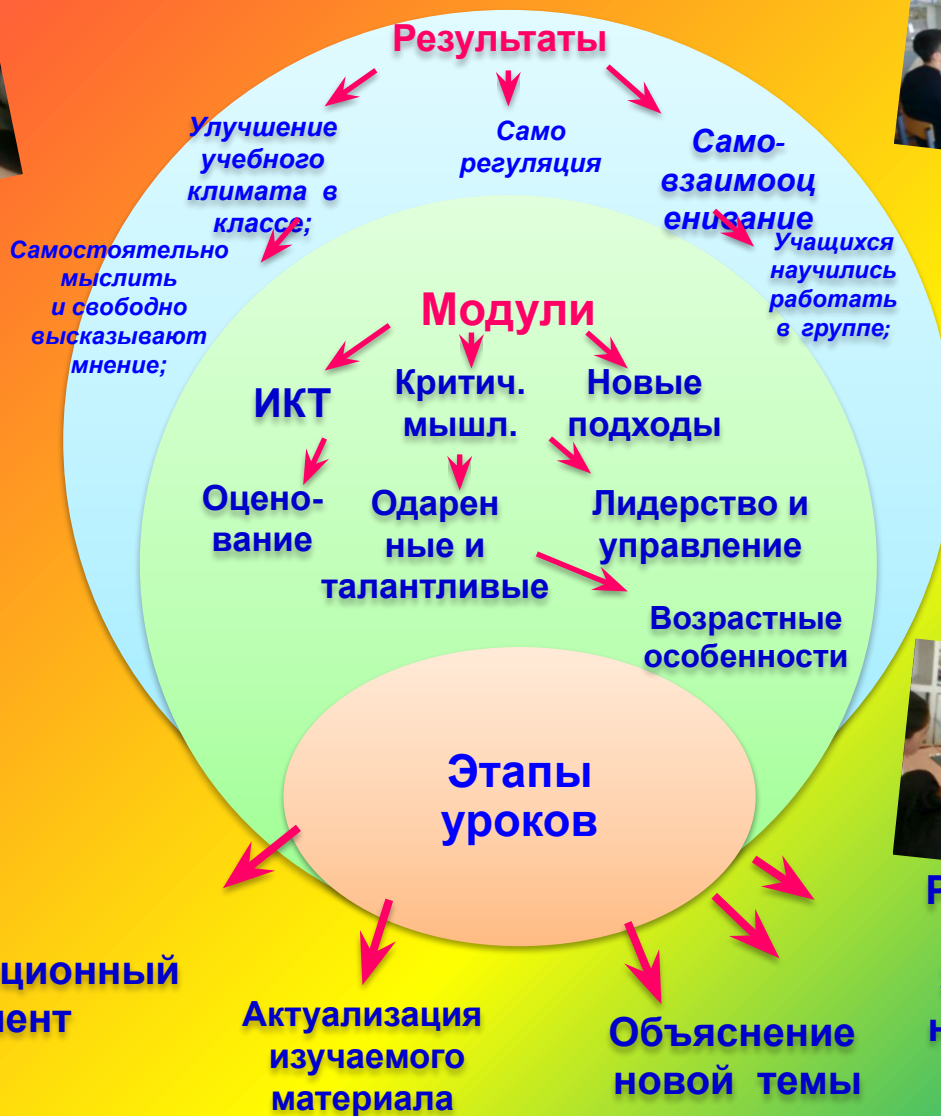 Результаты
Улучшение
учебного
климата в
классе;
Само
регуляция
Само-
взаимооц
енивание
Самостоятельно
мыслить
и свободно
высказывают
мнение;
Учащихся
научились
работать
в группе;
Модули
ИКТ
Критич.
мышл.
Новые
подходы
Оцено-
вание
Одарен
ные и
талантливые
Лидерство и
управление
Возрастные
особенности
Этапы
уроков
Актуализация
изучаемого
материала
Объяснение
новой темы